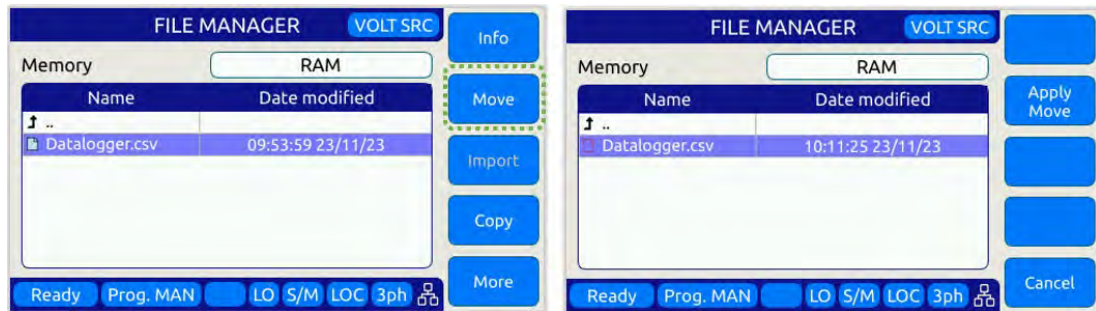 FILE MANAGER VOLT SRC
Info
Memory RAM
Name Date modified
Move
..
Datalogger.csv 09:53:59 23/11/23
Import
Copy
More
Ready Prog. MAN LO S/M LOC 3ph
FILE MANAGER VOLT SRC
Memory RAM
Name Date modified
Apply
Move
..
Datalogger.csv 10:11:25 23/11/23
Cancel
Ready Prog. MAN LO S/M LOC 3ph